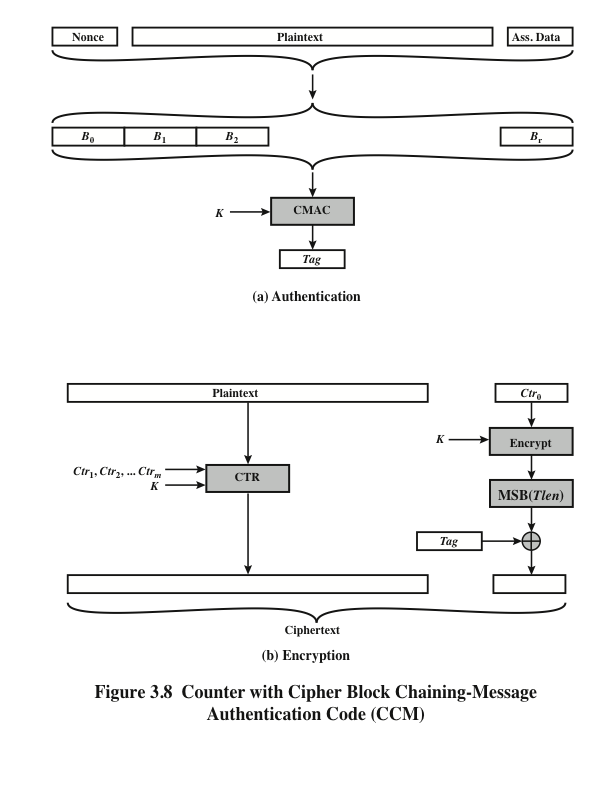 Nonce Plaintext Ass. Data
B0 B1 B2 Br
K CMAC
Tag
(a) Authentication
Plaintext Ctr0
K Encrypt
Ctr1, Ctr2, ... Ctrm
K
CTR
MSB(Tlen)
Tag
Ciphertext
(b) Encryption
Figure 3.8 Counter with Cipher Block Chaining-Message
Authentication Code (CCM)